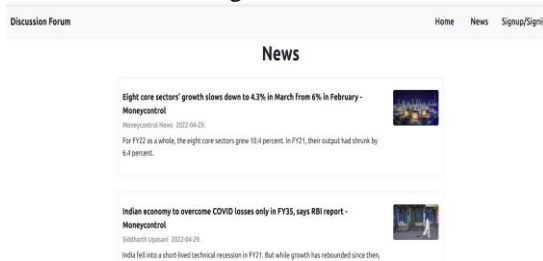 Discussion Forum
Home News Signup/Signin
News
Eight core sectors' growth slows down to 4.3% in March from 6% in February -
Moneycontrol
Moneycontrol News 2022-04-29.
For FY22 as a whole, the eight core sectors grew 10.4 percent. In FY21, their output had shrunk by
6.4 percent.
Indian economy to overcome COVID losses only in FY35, says RBI report -
Moneycontrol
Siddharth Upasani 2022-04-29.
India fell into a short-lived technical recession in FY21. But while growth has rebounded since then,